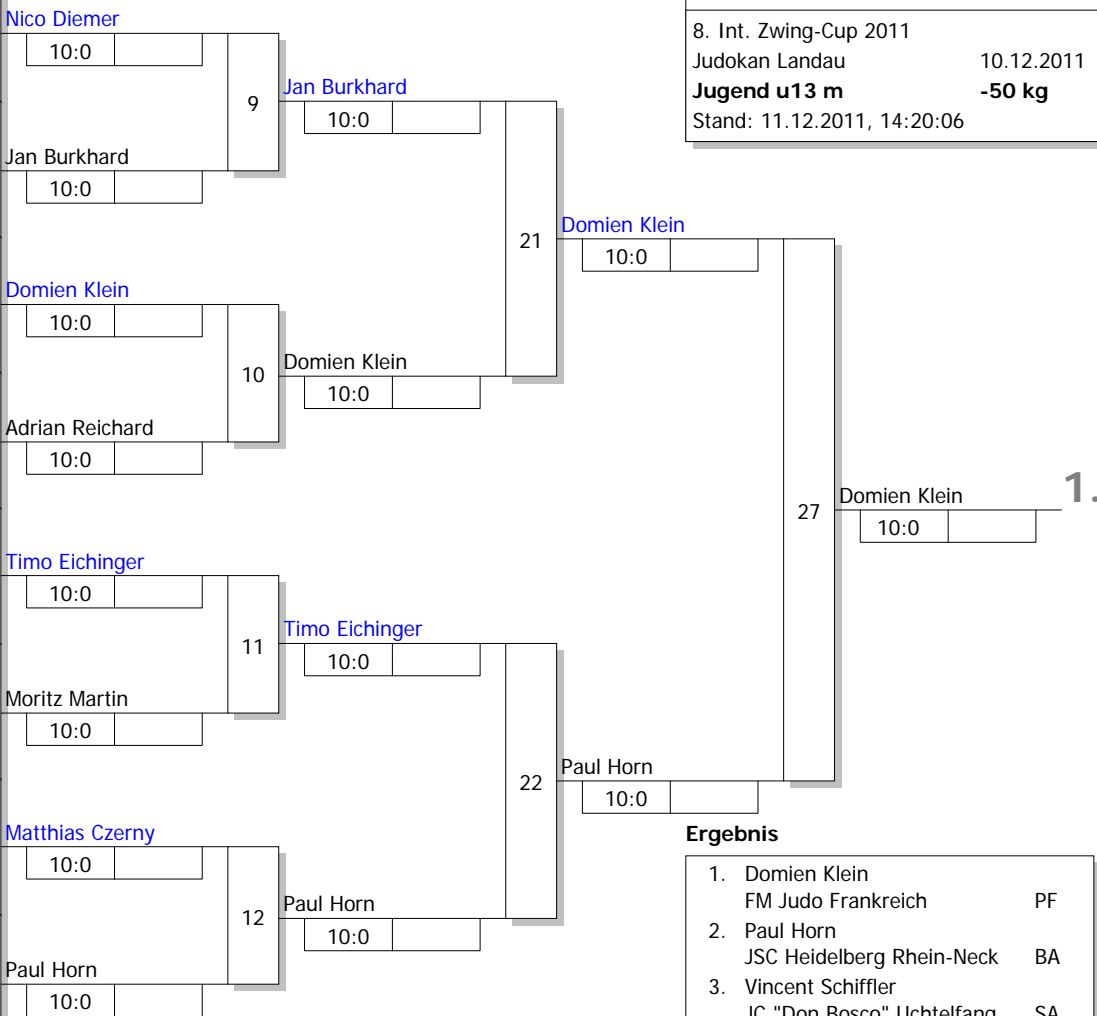 Nico Diemer
10:0
9
Jan Burkhard
10:0
Jan Burkhard
10:0
21
Domien Klein
10:0
Domien Klein
10:0
10
Domien Klein
10:0
Adrian Reichard
10:0
27
Domien Klein
10:0
1.
Timo Eichinger
10:0
11
Timo Eichinger
10:0
Moritz Martin
10:0
22
Paul Horn
10:0
Matthias Czerny
10:0
12
Paul Horn
10:0
Paul Horn
10:0
8. Int. Zwing-Cup 2011
Judokan Landau 10.12.2011
Jugend u13 m -50 kg
Stand: 11.12.2011, 14:20:06
Ergebnis
1. Domien Klein
FM Judo Frankreich PF
2. Paul Horn
JSC Heidelberg Rhein-Neck BA
3. Vincent Schiffler
JC "Don Bosco" Uchtelfang SA